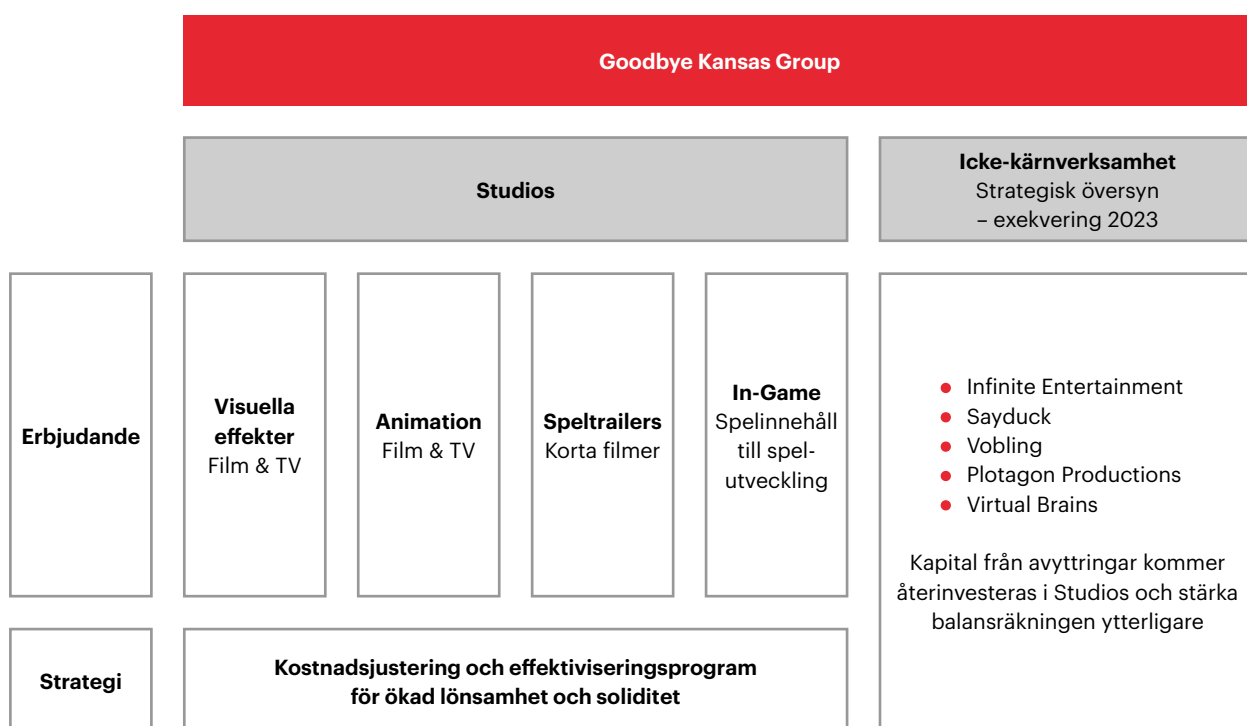 Goodbye Kansas Group
Studios
Icke-kärnverksamhet
Strategisk översyn
– exekvering 2023
Erbjudande
Visuella
effekter
Film & TV
Animation
Film & TV
Speltrailers
Korta filmer
In-Game
Spelinnehåll
till spel-
utveckling
● Infinite Entertainment
● Sayduck
● Vobling
● Plotagon Productions
● Virtual Brains
Kapital från avyttringar kommer
återinvesteras i Studios och stärka
balansräkningen ytterligare
Strategi
Kostnadsjustering och effektiviseringsprogram
för ökad lönsamhet och soliditet